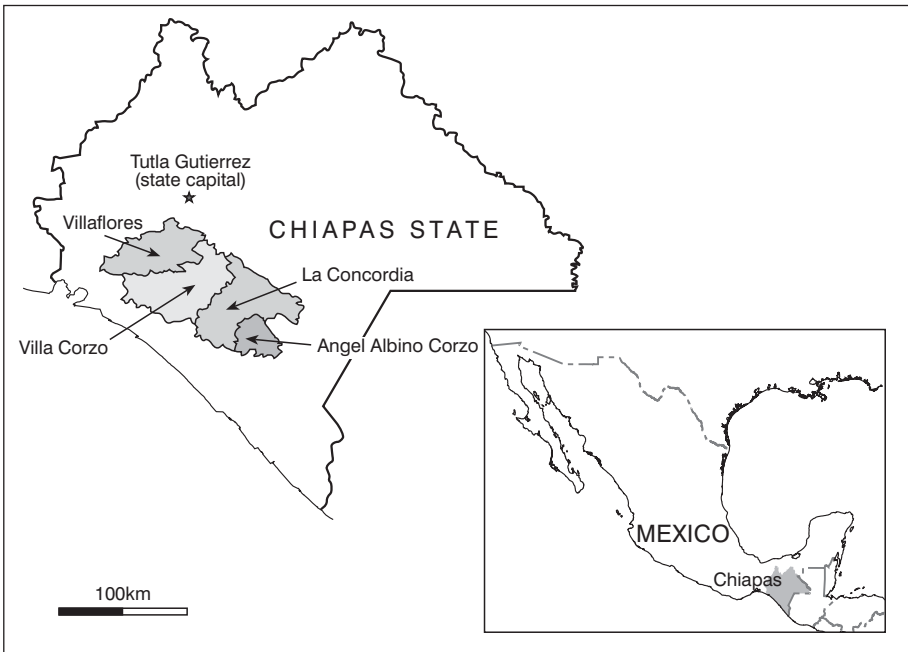 Tutla Gutierrez
(state capital)
Villaflores
CHIAPAS STATE
La Concordia
Villa Corzo
Angel Albino Corzo
MEXICO
Chiapas
100km